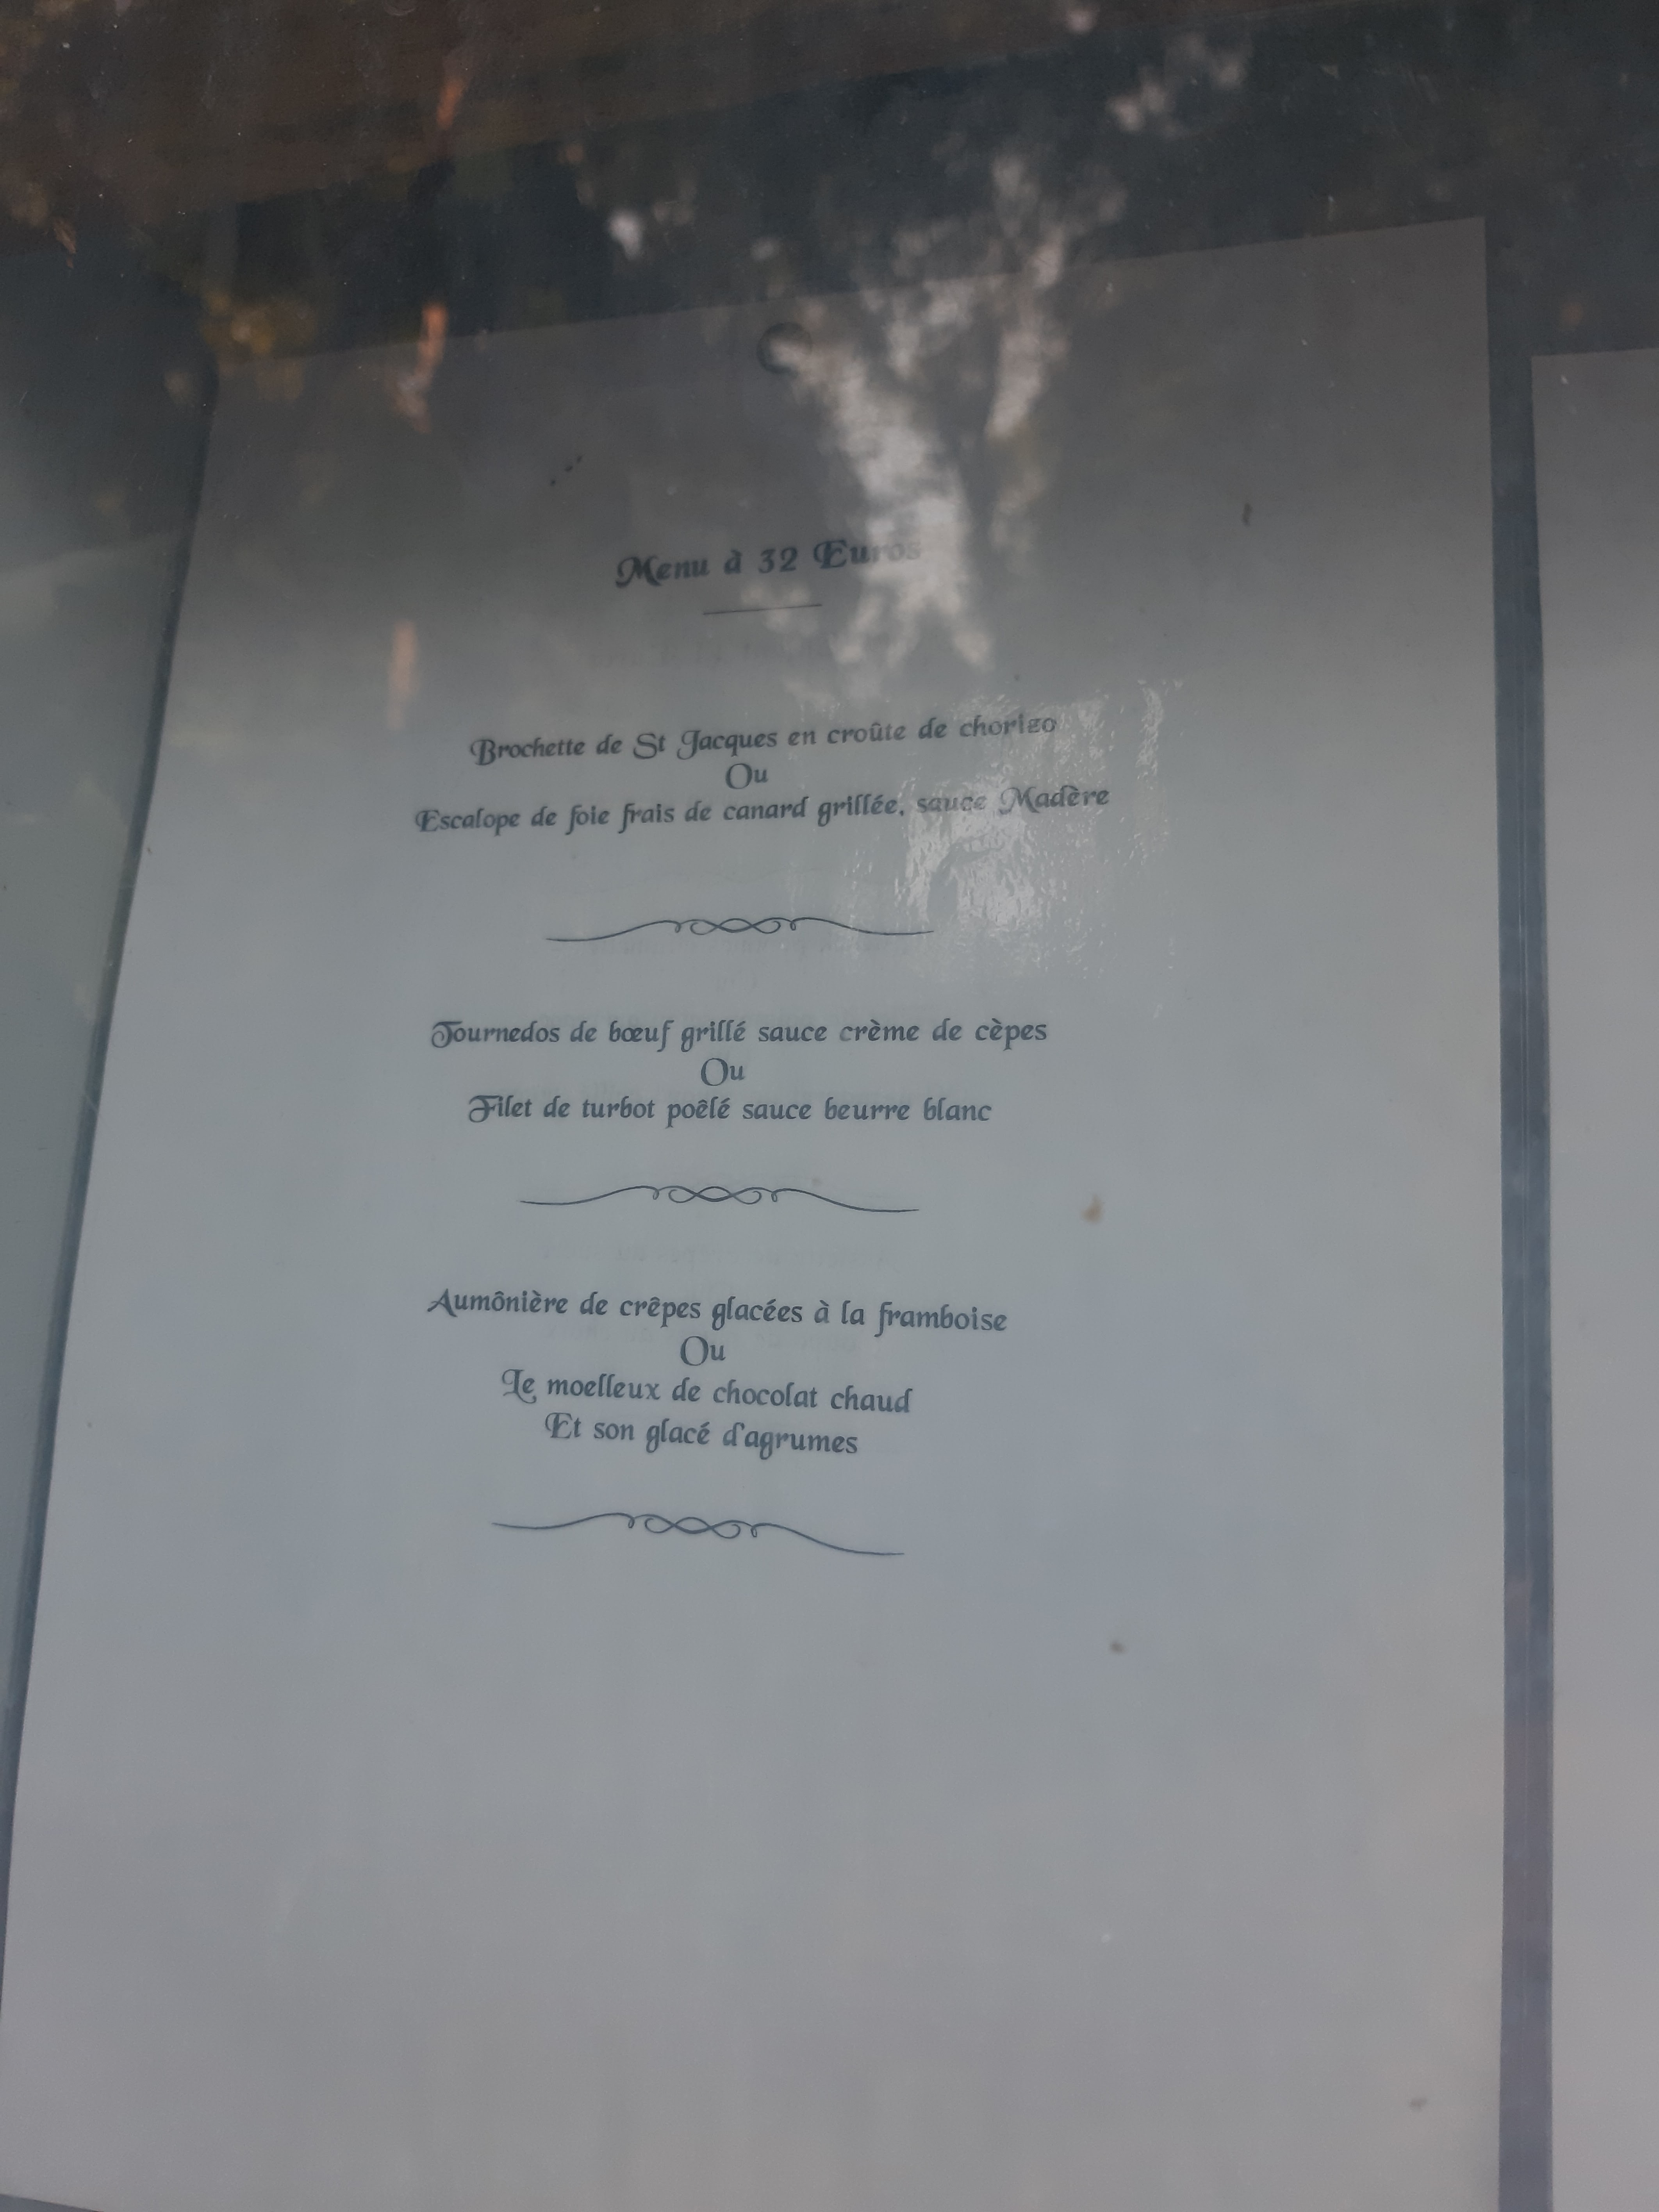 Menu à 32 Euros
Brochette de St Jacques en croûte de chorizo
Ou
Escalope de foie frais de canard grillée, sauce Madère
Tournedos de bœuf grillé sauce crème de cèpes
Ou
Filet de turbot poêlé sauce beurre blanc
Aumônière de crêpes glacées à la framboise
Ou
Le moelleux de chocolat chaud
Et son glacé d'agrumes